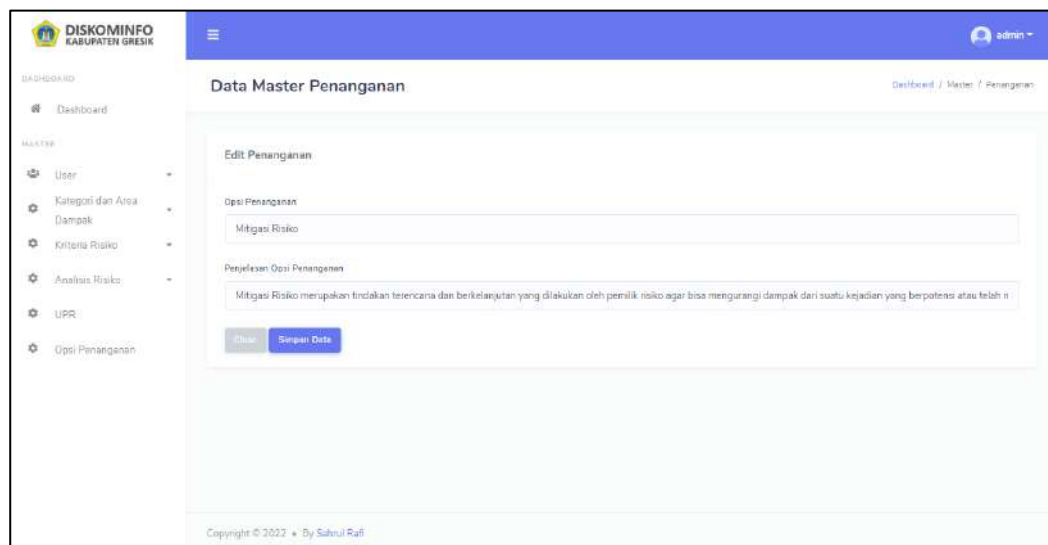 DISKOMINFO
KABUPATEN GRESIK
admin
DASHBOARD
Dashboard
MASTER
User
Kategori dan Area
Dampak
Kriteria Risiko
Analisis Risiko
UPR
Opsi Penanganan
Data Master Penanganan
Dashboard / Master / Penanganan
Edit Penanganan
Opsi Penanganan
Mitigasi Risiko
Penjelasan Opsi Penanganan
Mitigasi Risiko merupakan tindakan terencana dan berkelanjutan yang dilakukan oleh pemilik risiko agar bisa mengurangi dampak dari suatu kejadian yang berpotensi atau telah
Simpan Data
Copyright © 2022 • By Sahrul Rafi